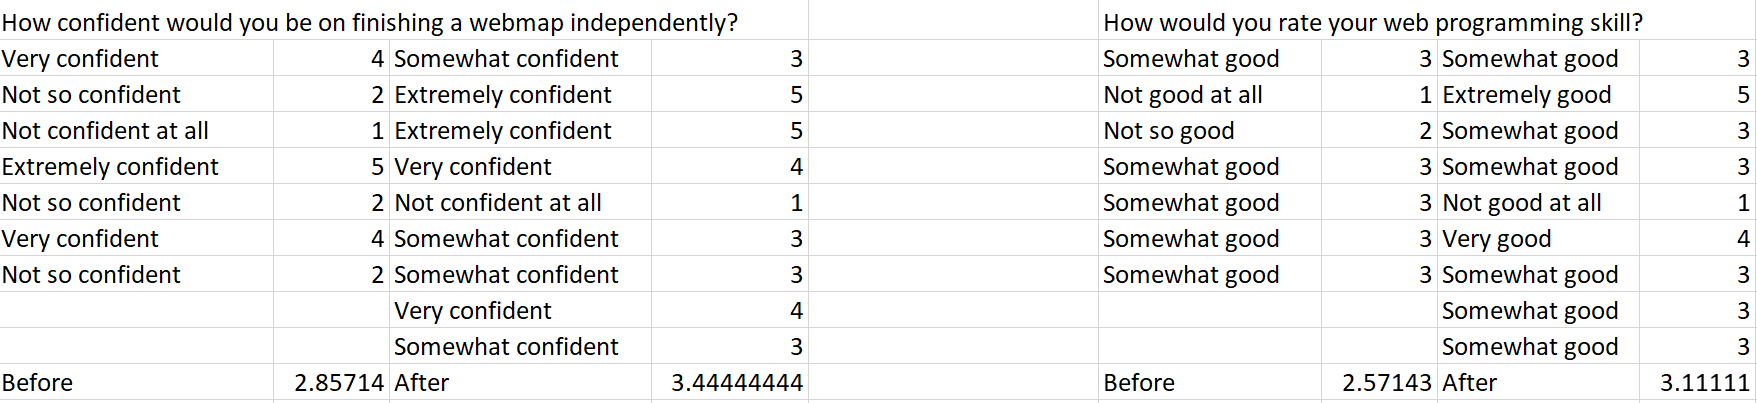 How confident would you be on finishing a webmap independently? How would you rate your web programming skill?
Very confident 4 Somewhat confident 3 Somewhat good 3 Somewhat good 3
Not so confident 2 Extremely confident 5 Not good at all 1 Extremely good 5
Not confident at all 1 Extremely confident 5 Not so good 2 Somewhat good 3
Extremely confident 5 Very confident 4 Somewhat good 3 Somewhat good 3
Not so confident 2 Not confident at all 1 Somewhat good 3 Not good at all 1
Very confident 4 Somewhat confident 3 Somewhat good 3 Very good 4
Not so confident 2 Somewhat confident 3 Somewhat good 3 Somewhat good 3
Very confident 4 Somewhat good 3
Somewhat confident 3 Somewhat good 3
Before 2.85714 After 3.44444444 Before 2.57143 After 3.11111